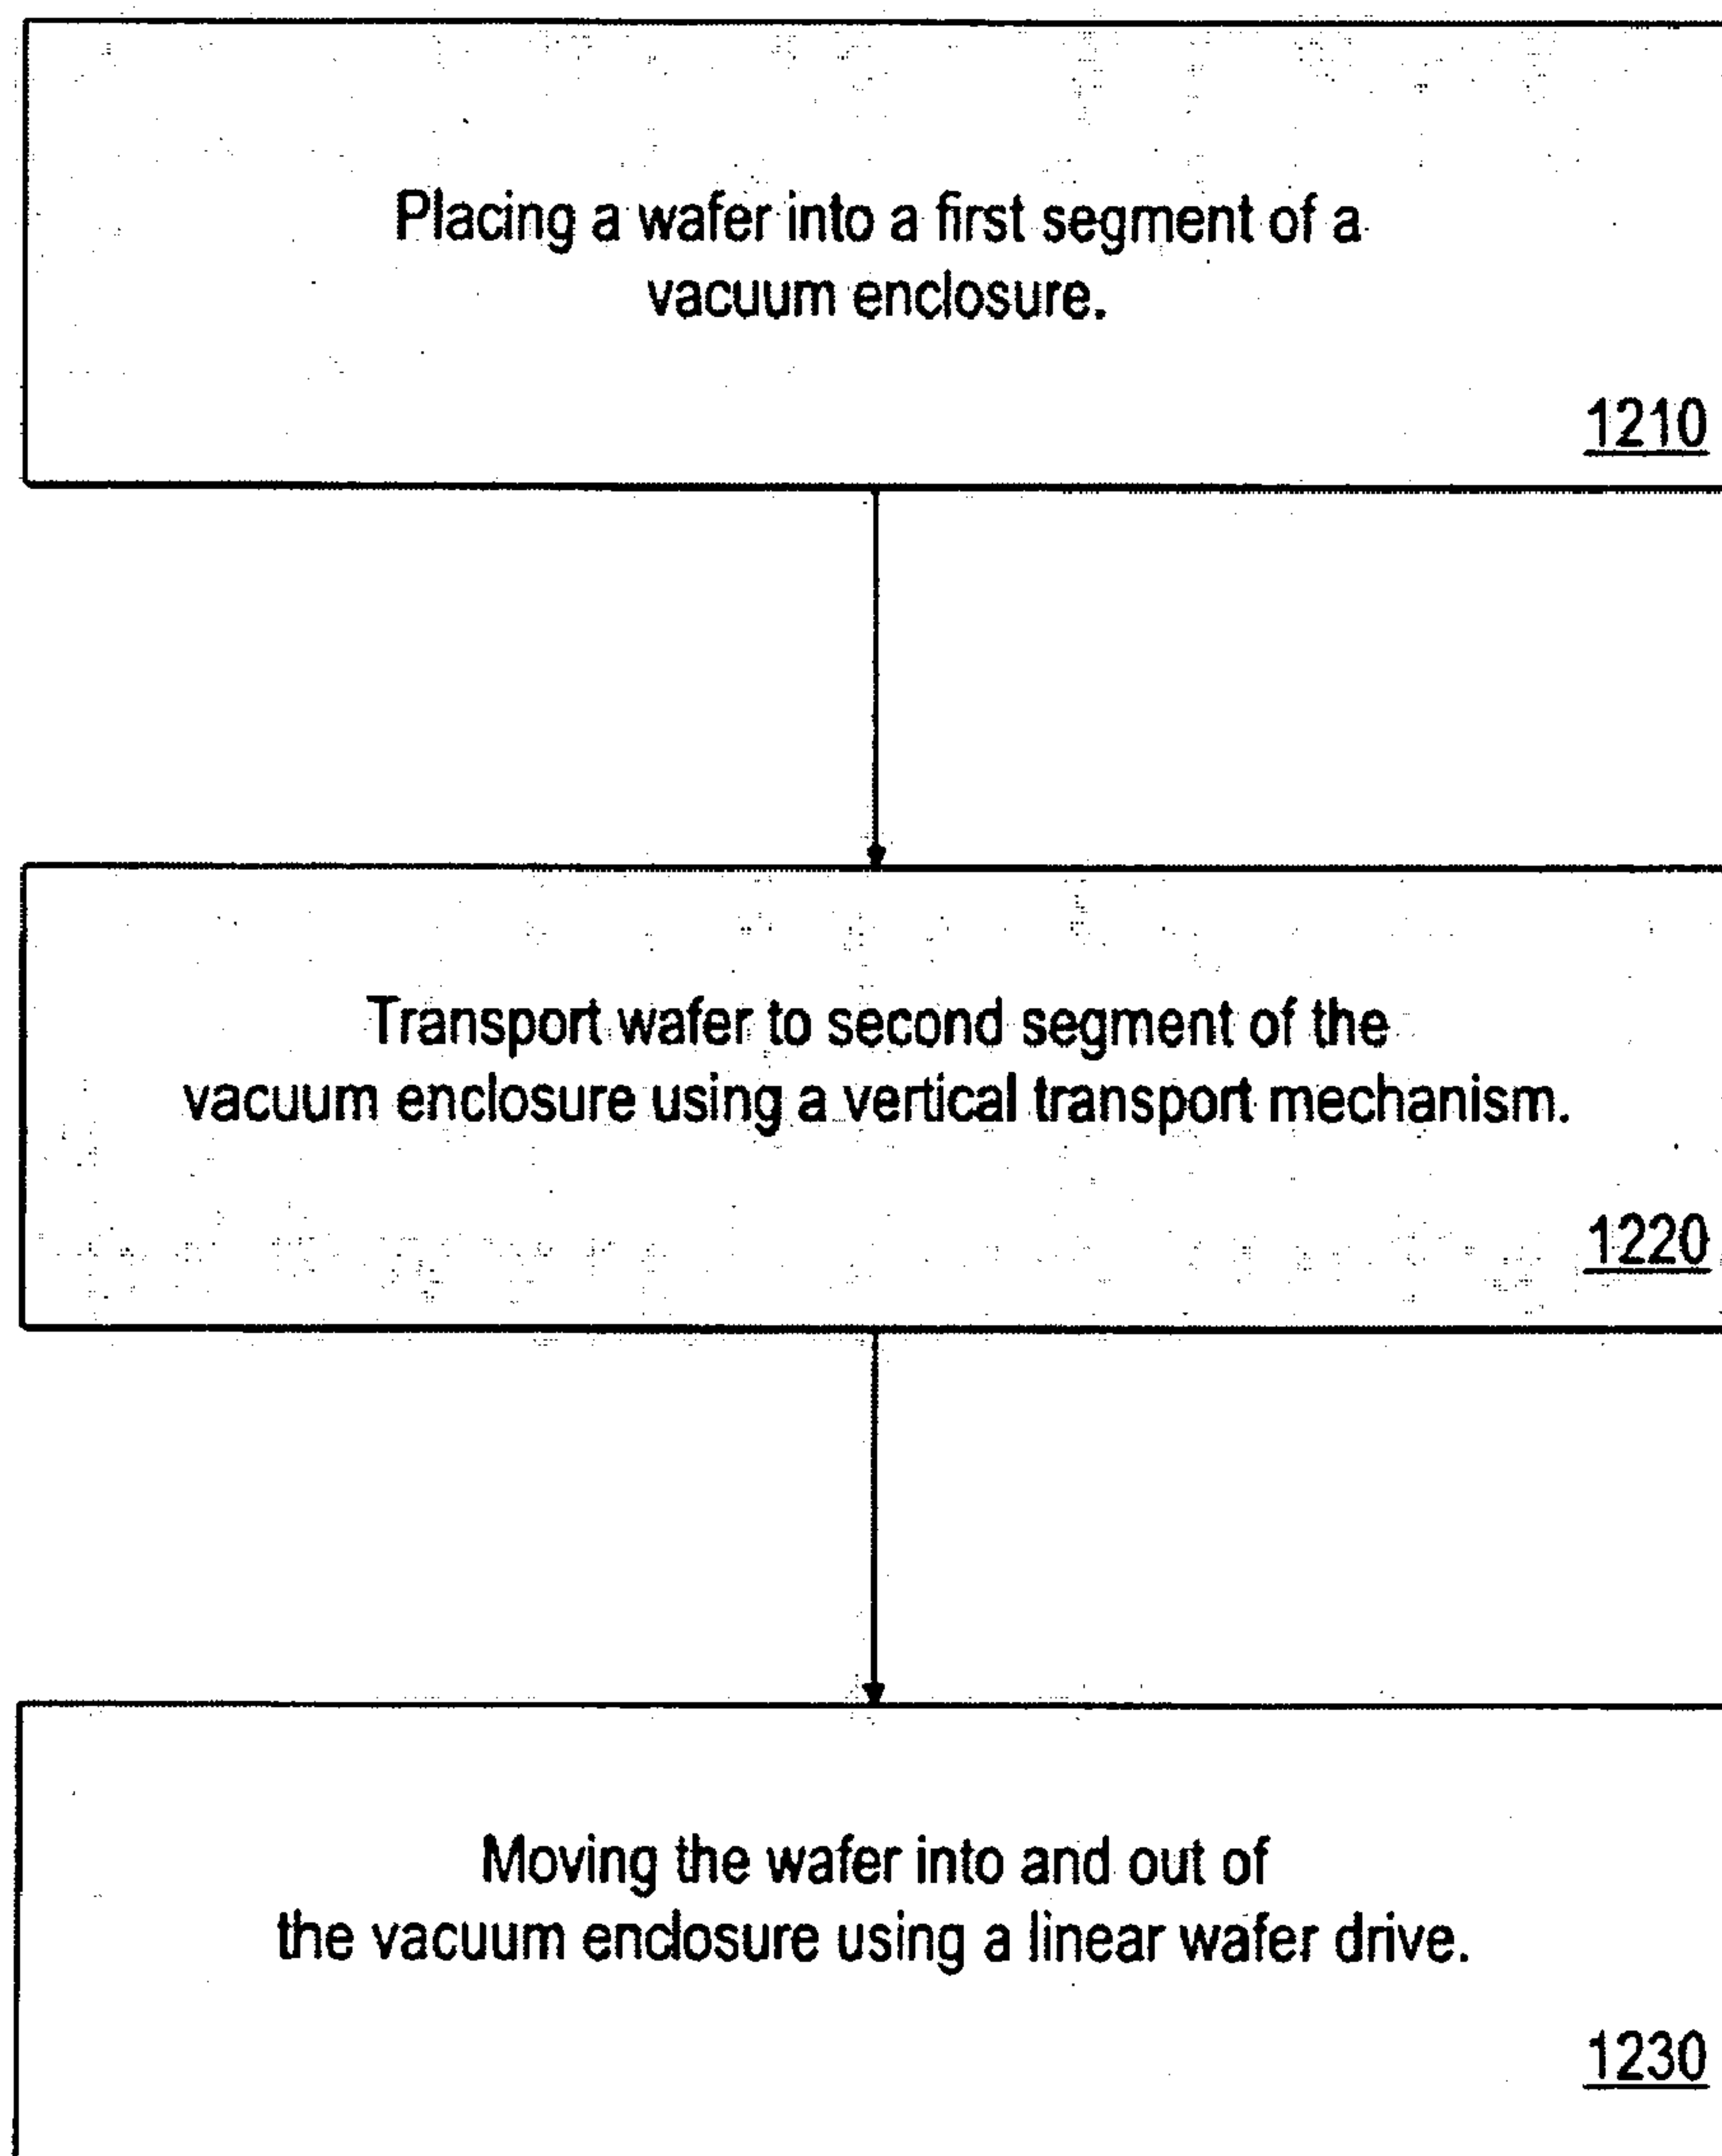 Placing a wafer into a first segment of a
vacuum enclosure.
1210
Transport wafer to second segment of the
vacuum enclosure using a vertical transport mechanism.
1220
Moving the wafer into and out of
the vacuum enclosure using a linear wafer drive.
1230